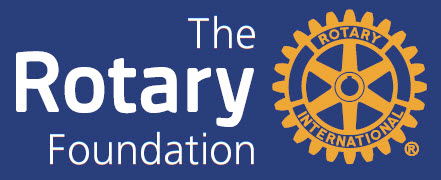 The
Rotary
Foundation
ROTARY
INTERNATIONAL
®